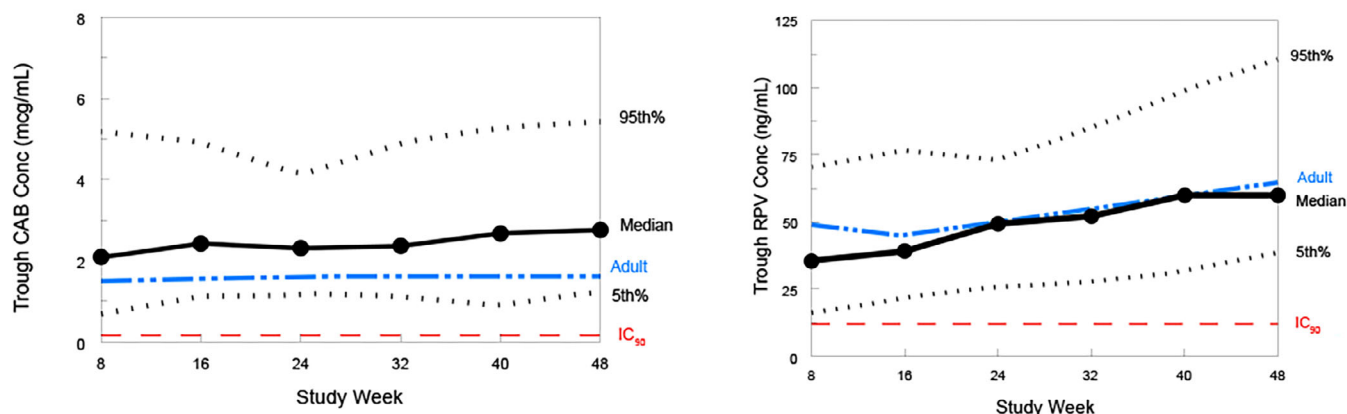 Trough CAB Conc (mcg/mL)
8
6
4
2
0
95th%
Median
Adult
5th%
IC90
8 16 24 32 40 48
Study Week
Trough RPV Conc (ng/mL)
125
100
75
50
25
0
95th%
Adult
Median
5th%
IC90
8 16 24 32 40 48
Study Week